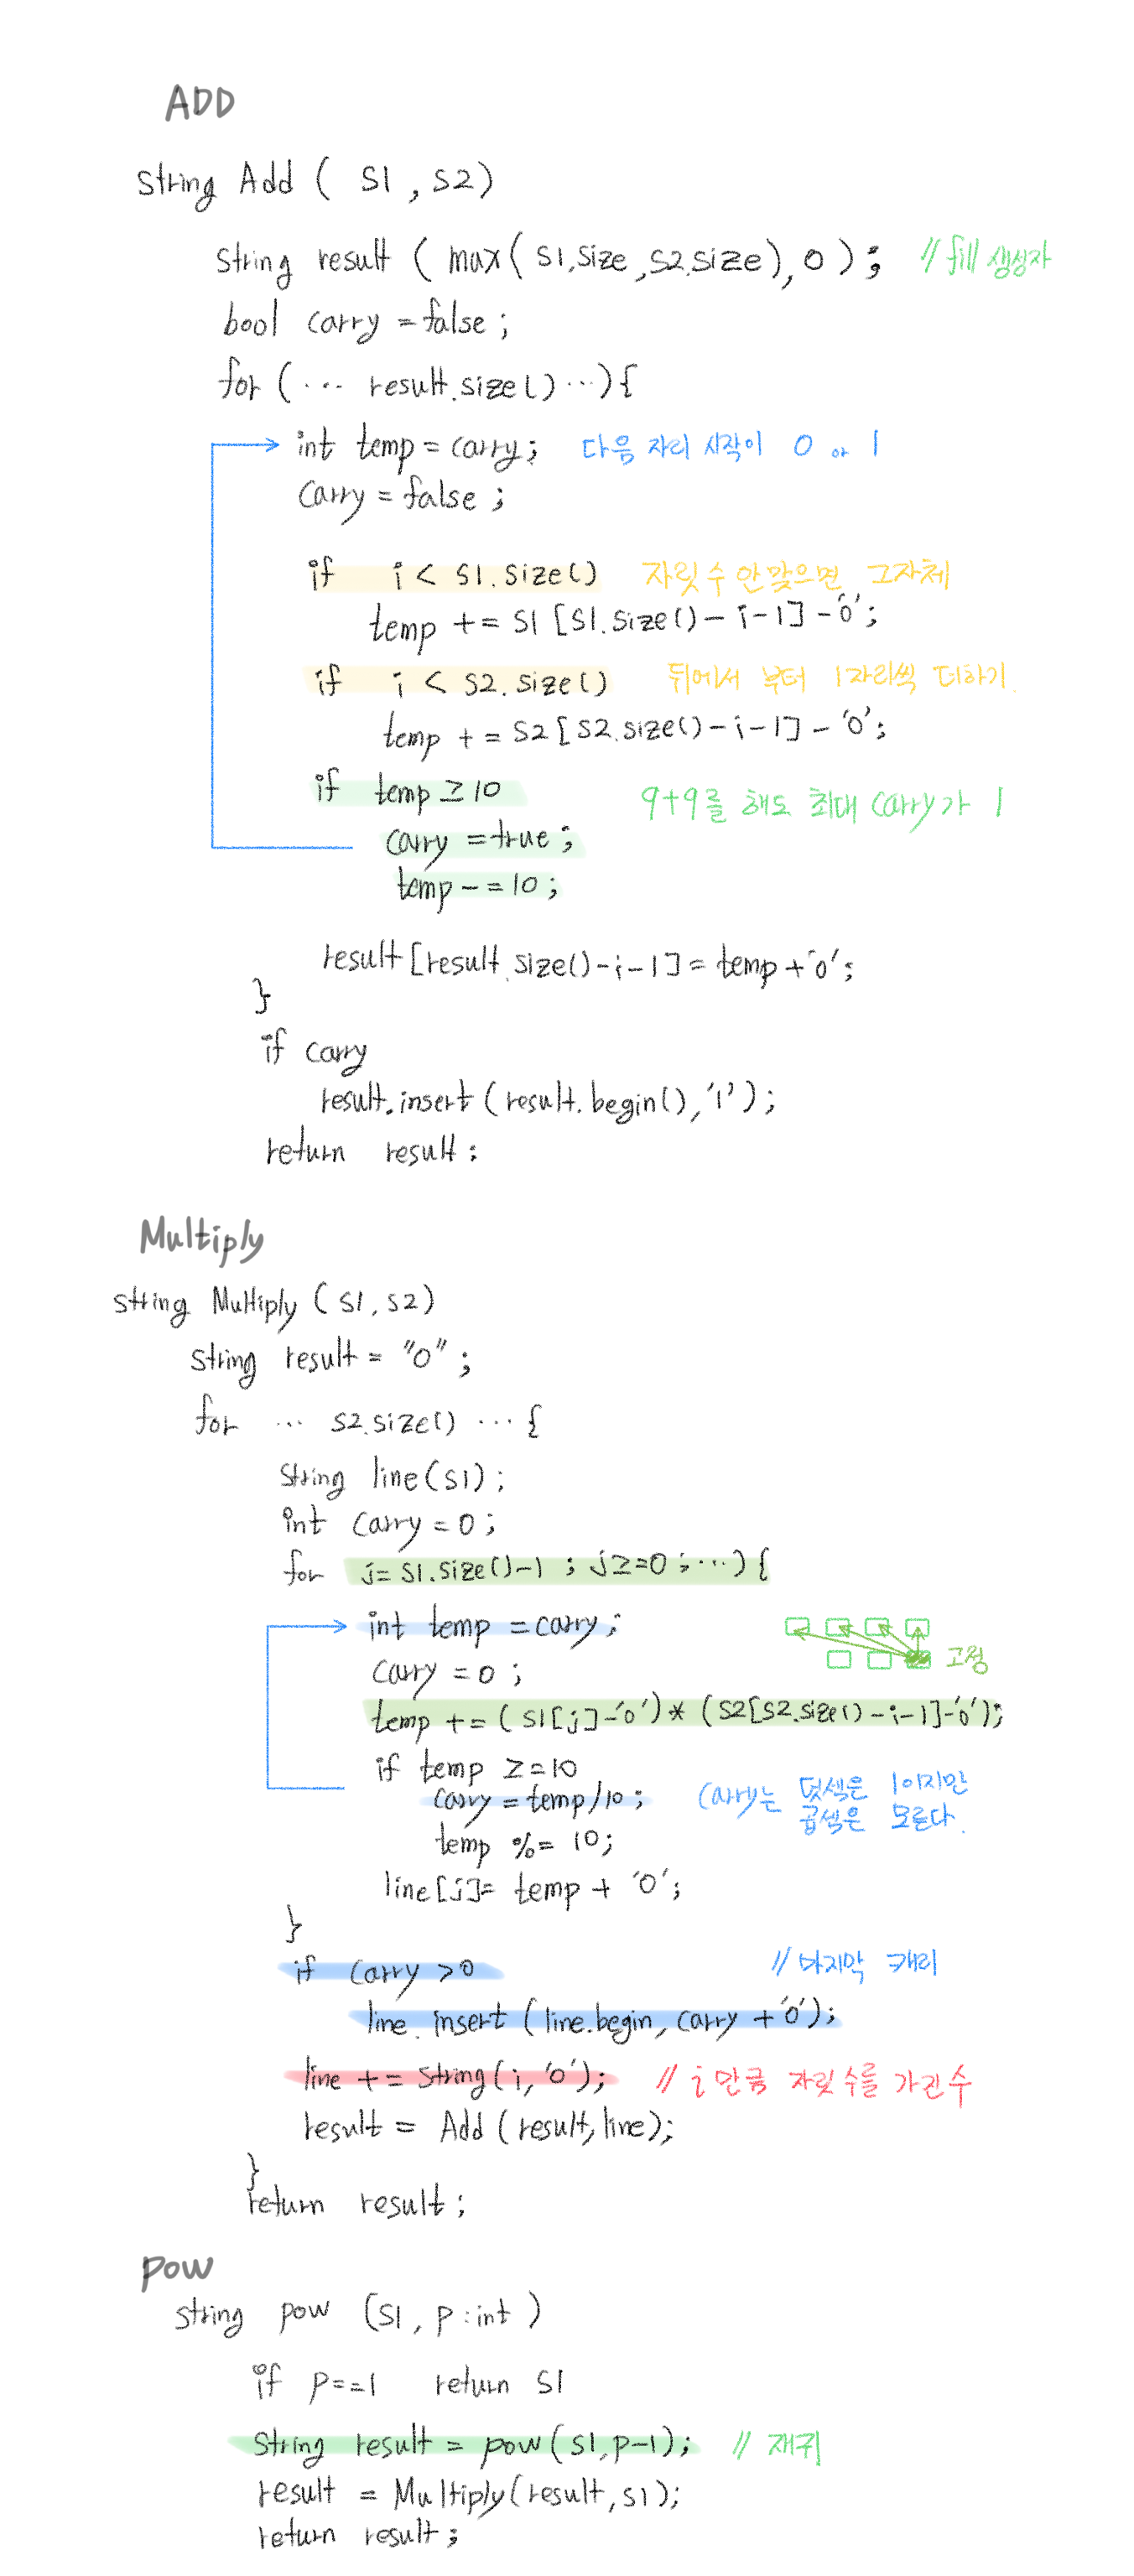 ADD
string Add ( S1 , S2)
string result ( max( S1.size, S2.size), 0 ) ; // fill 생성자
bool carry = false ;
for ( ... result.size() ...) {
int temp = carry; 다음 자리 시작이 0 or 1
carry = false ;
if i < S1.size() 자릿수 안맞으면 그자체
temp += S1 [S1.size() - i - 1] - '0';
if i < S2.size() 뒤에서 부터 1자리씩 더하기.
temp += S2 [S2.size() - i - 1] - '0';
if temp ≥ 10 9+9를 해도 최대 carry가 1
carry = true ;
temp -= 10 ;
result [result.size() - i - 1] = temp + '0';
}
if carry
result.insert (result.begin(), '1') ;
return result ;
Multiply
string Multiply ( S1, S2)
string result = "0" ;
for ... S2.size() ... {
string line(S1) ;
int carry = 0 ;
for j = S1.size() - 1 ; j >= 0 ; ...) {
int temp = carry ;
carry = 0 ; 고정
temp += ( S1[j] - '0') * ( S2[S2.size() - i - 1] - '0');
if temp >= 10
carry = temp/10 ; carry는 덧셈은 1이지만
곱셈은 모른다.
temp %= 10 ;
line[j] = temp + '0';
}
if carry > 0 // 마지막 캐리
line.insert (line.begin, carry + '0') ;
line += string(i, '0'); // i 만큼 자릿수를 가진수
result = Add (result, line);
}
return result ;
pow
string pow (S1, p : int )
if p == 1 return S1
string result = pow( S1, p-1); // 재귀
result = Multiply(result, S1);
return result ;